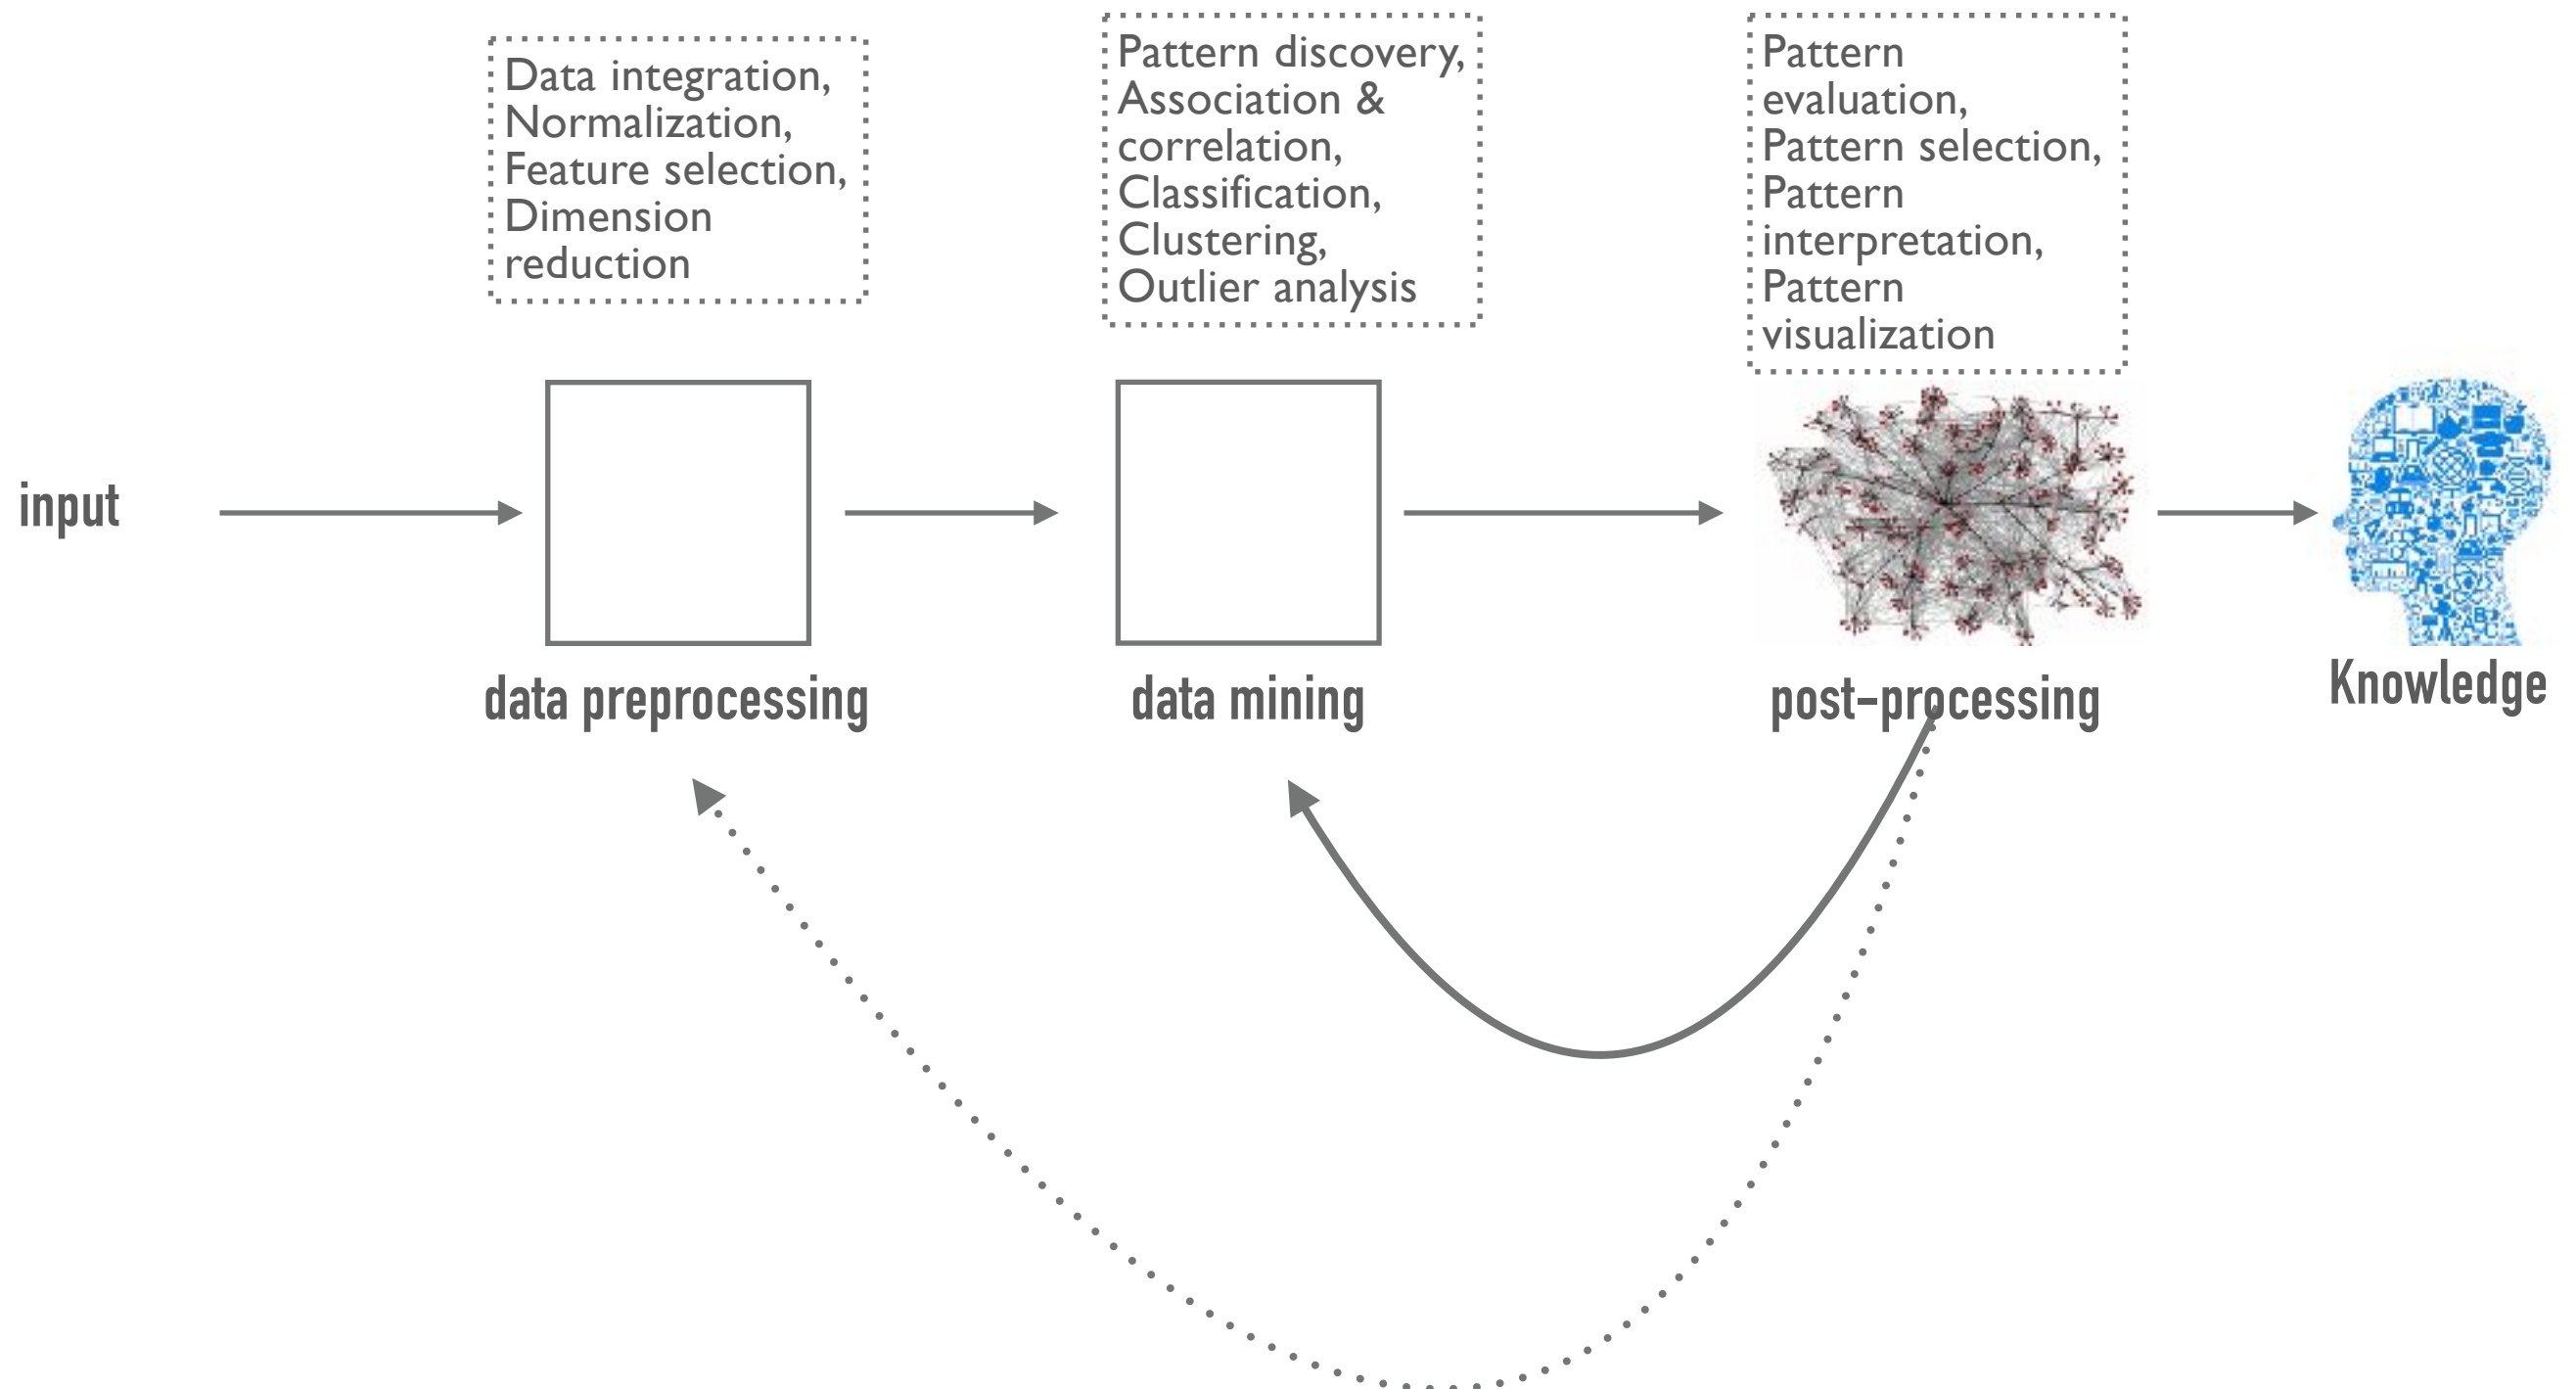 Data integration,
Normalization,
Feature selection,
Dimension
reduction
Pattern discovery,
Association &
correlation,
Classification,
Clustering,
Outlier analysis
Pattern
evaluation,
Pattern selection,
Pattern
interpretation,
Pattern
visualization
input
data preprocessing
data mining
post-processing
Knowledge